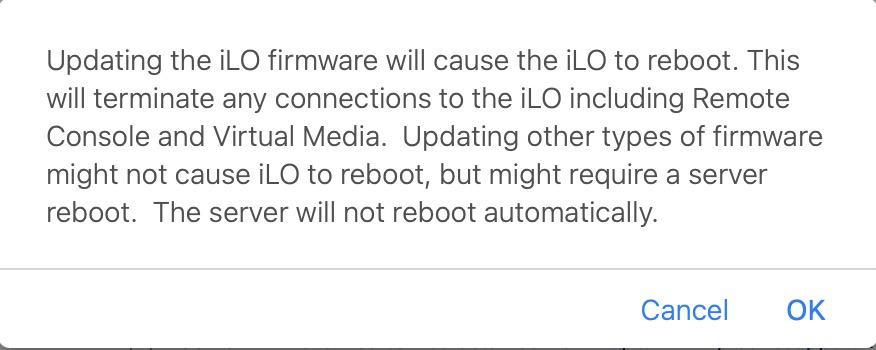 Updating the iLO firmware will cause the iLO to reboot. This
will terminate any connections to the iLO including Remote
Console and Virtual Media.  Updating other types of firmware
might not cause iLO to reboot, but might require a server
reboot.  The server will not reboot automatically.
Cancel OK